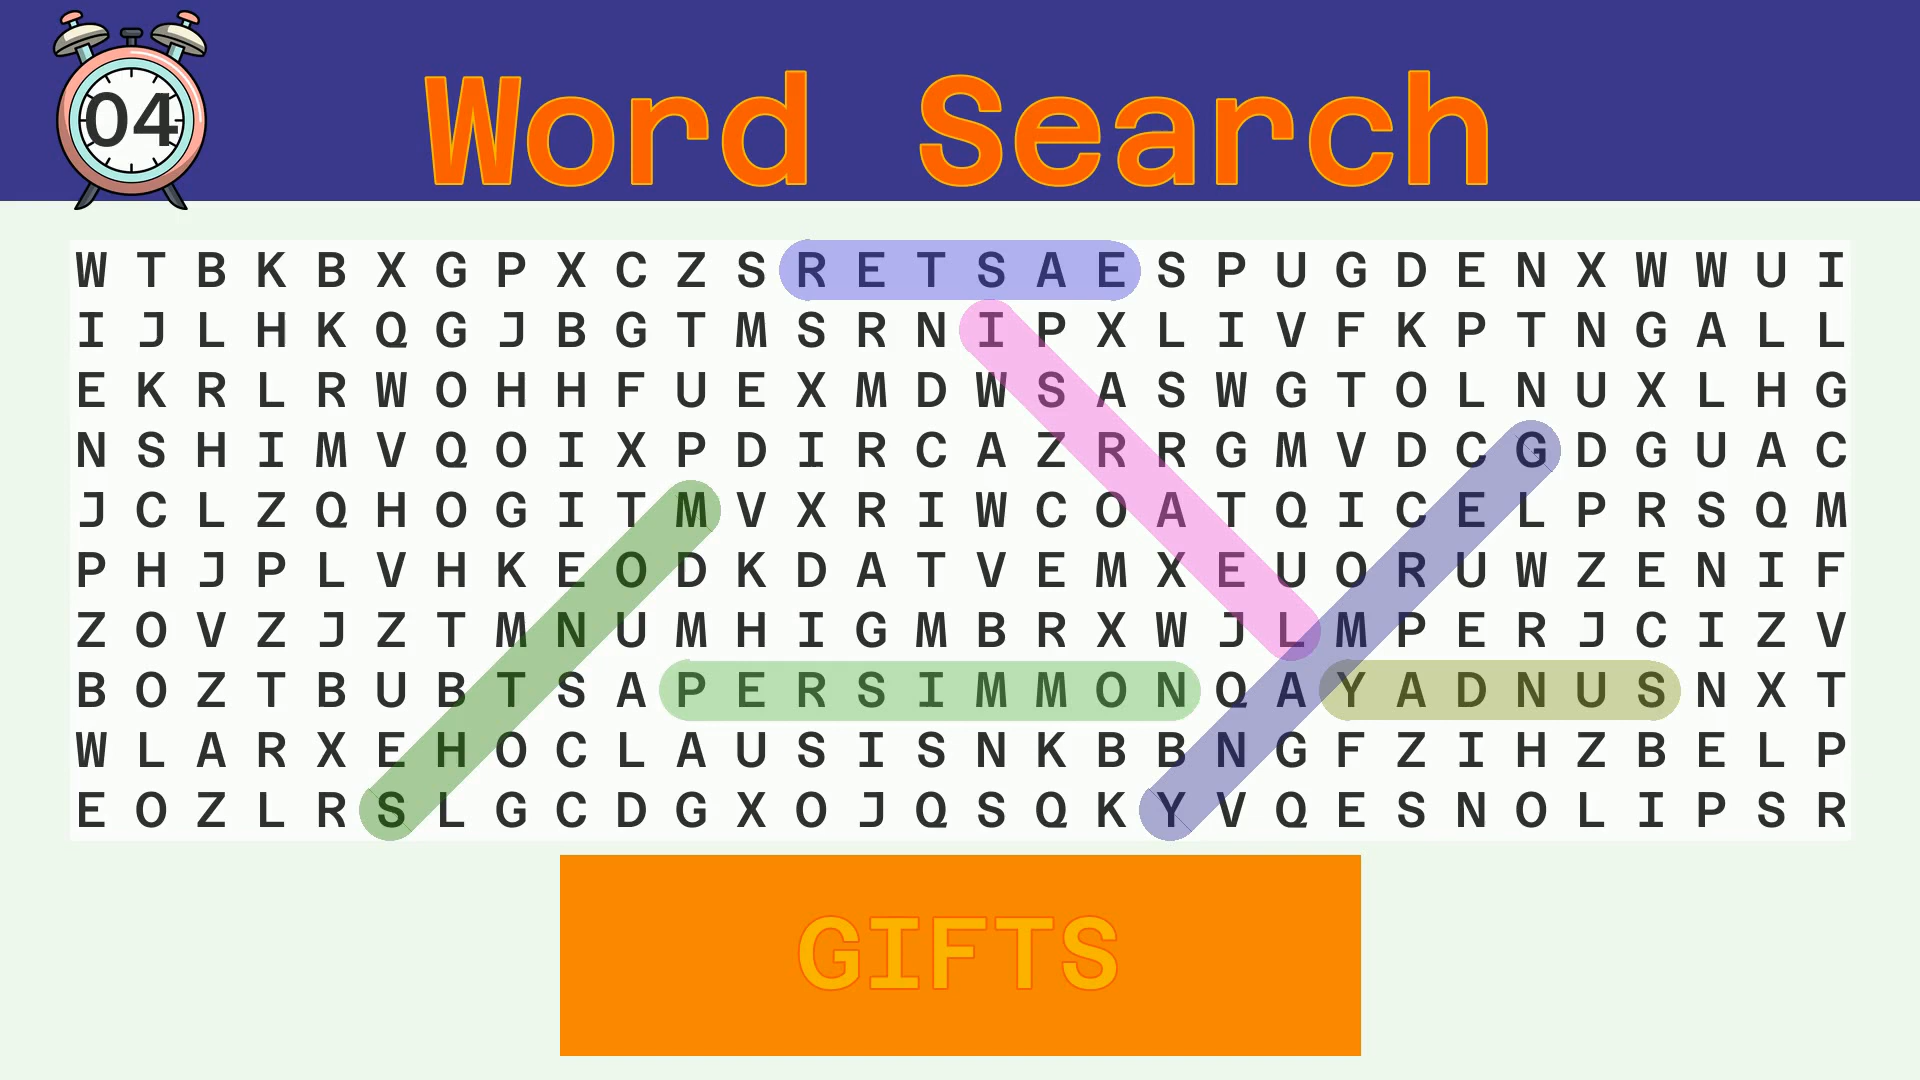 04
Word Search
W T B K B X G P X C Z S R E T S A E S P U G D E N X W W U I
I J L H K Q G J B G T M S R N I P X L I V F K P T N G A L L
E K R L R W O H H F U E X M D W S A S W G T O L N U X L H G
N S H I M V Q O I X P D I R C A Z R R G M V D C G D G U A C
J C L Z Q H O G I T M V X R I W C O A T Q I C E L P R S Q M
P H J P L V H K E O D K D A T V E M X E U O R U W Z E N I F
Z O V Z J Z T M N U M H I G M B R X W J L M P E R J C I Z V
B O Z T B U B T S A P E R S I M M O N Q A Y A D N U S N X T
W L A R X E H O C L A U S I S N K B B N G F Z I H Z B E L P
E O Z L R S L G C D G X O J Q S Q K Y V Q E S N O L I P S R
GIFTS